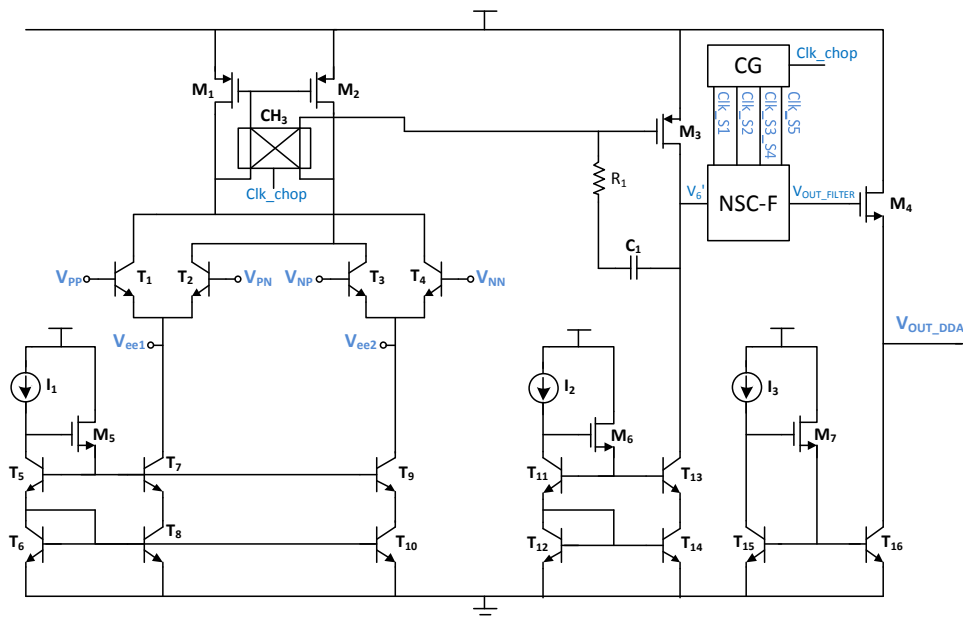 M1
M2
CH3
Clk_chop
M3
CG
Clk_chop
Clk_S1
Clk_S2
Clk_S3_S4
Clk_S5
R1
V6'
NSC-F
VOUT_FILTER
M4
C1
VPP
T1
T2
VPN
VNP
T3
T4
VNN
Vee1
Vee2
VOUT_DDA
I1
M5
I2
M6
I3
M7
T5
T7
T9
T11
T13
T6
T8
T10
T12
T14
T15
T16